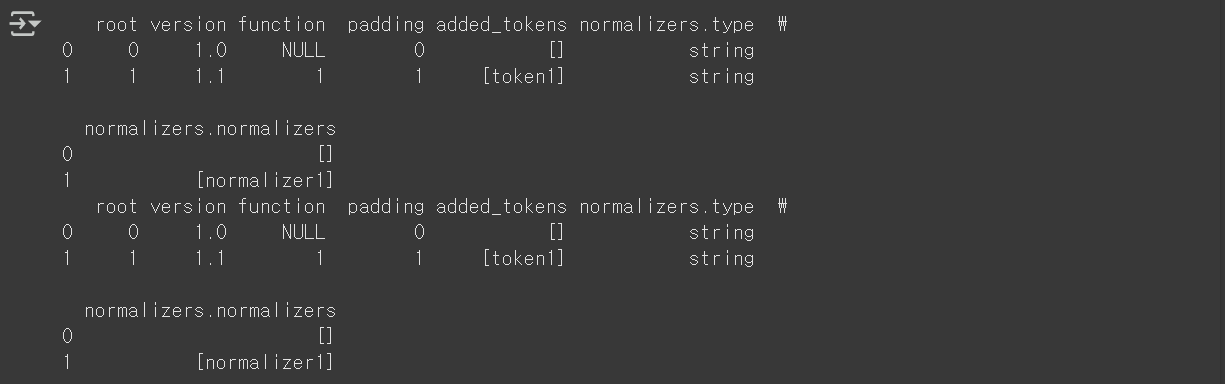 root version function padding added_tokens normalizers.type ₩
0 0 1.0 NULL 0 [] string
1 1 1.1 1 1 [token1] string
normalizers.normalizers
0 []
1 [normalizer1]
root version function padding added_tokens normalizers.type ₩
0 0 1.0 NULL 0 [] string
1 1 1.1 1 1 [token1] string
normalizers.normalizers
0 []
1 [normalizer1]